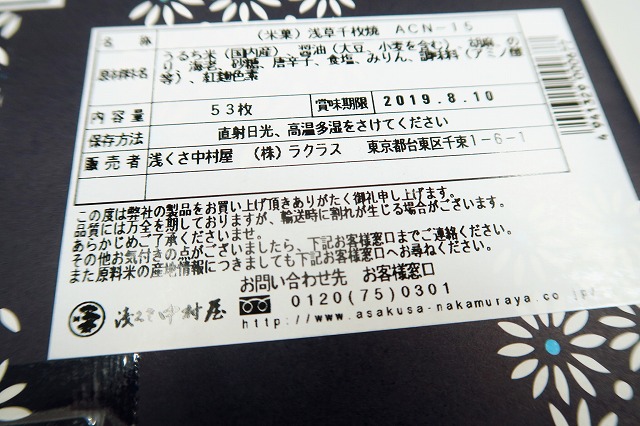 名　称　（米菓）浅草千枚焼　ACN-15
原材料名　うるち米（国内産）、醤油（大豆、小麦を含む）、胡麻、の
り、海老、砂糖、唐辛子、食塩、みりん、調味料（アミノ酸
等）、紅麹色素
内容量　53枚　賞味期限　2019.8.10
保存方法　直射日光、高温多湿をさけてください
販売者　浅くさ中村屋　（株）ラクラス　東京都台東区千束1-6-1
この度は弊社の製品をお買い上げ頂きありがたく御礼申し上げます。
品質には万全を期しておりますが、輸送時に割れが生じる場合がございます。
あらかじめご了承くださいませ。
その他お気付きの点がございましたら、下記お客様窓口までご連絡ください。
また原料米の産地情報につきましても下記お客様窓口へお尋ねください。
お問い合わせ先　お客様窓口
0120(75)0301
浅くさ中村屋
http://www.asakusa-nakamuraya.co.jp/